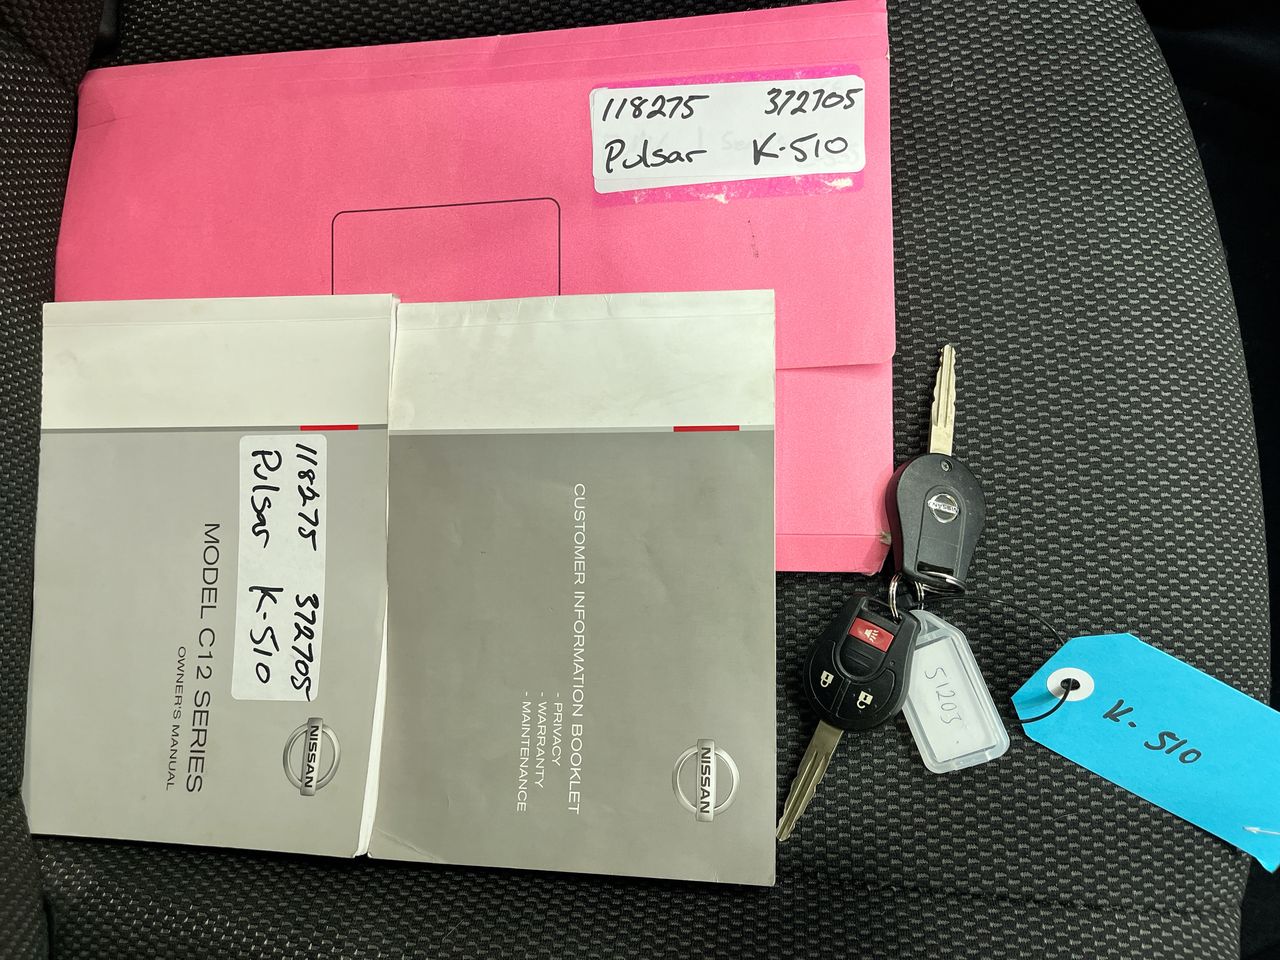 118275 372705
Pulsar K-510
118275 372705
Pulsar K-510
MODEL C12 SERIES
OWNER'S MANUAL
NISSAN
CUSTOMER INFORMATION BOOKLET
- PRIVACY
- WARRANTY
- MAINTENANCE
NISSAN
NISSAN
51203
K-510